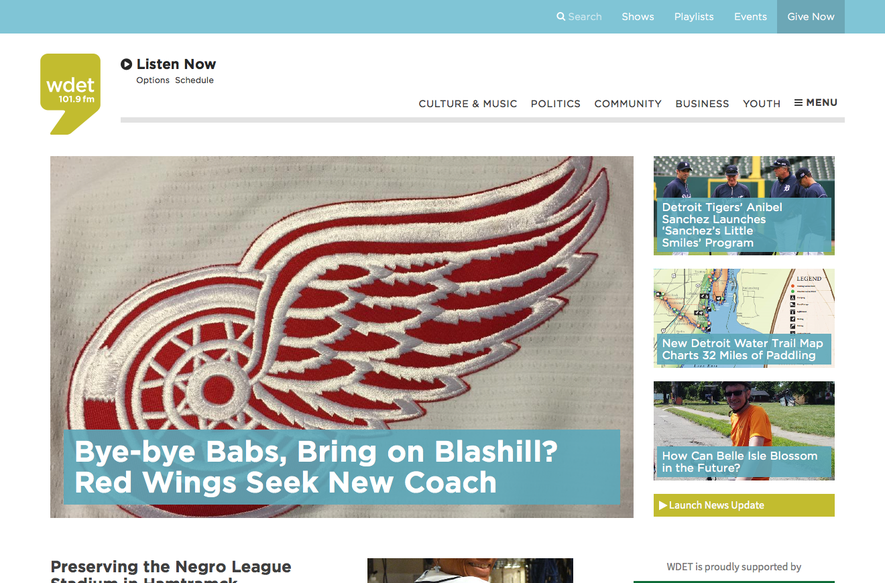 Search Shows Playlists Events Give Now
wdet
101.9 fm
Listen Now
Options Schedule
CULTURE & MUSIC POLITICS COMMUNITY BUSINESS YOUTH MENU
Bye-bye Babs, Bring on Blashill?
Red Wings Seek New Coach
Detroit Tigers' Anibel
Sanchez Launches
'Sanchez's Little
Smiles' Program
LEGEND
New Detroit Water Trail Map
Charts 32 Miles of Paddling
How Can Belle Isle Blossom
in the Future?
Launch News Update
Preserving the Negro League
Stadium in Hamtramck
WDET is proudly supported by